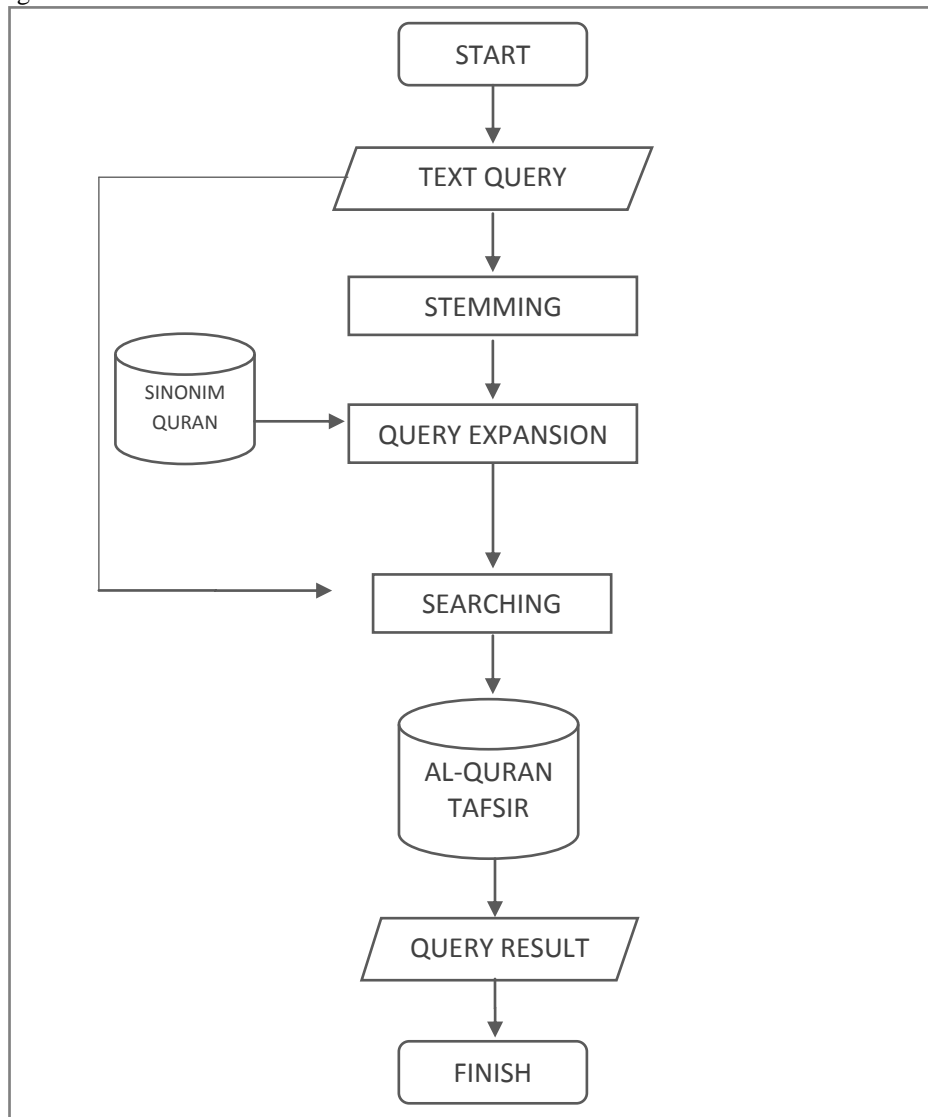 START
TEXT QUERY
STEMMING
SINONIM
QURAN
QUERY EXPANSION
SEARCHING
AL-QURAN
TAFSIR
QUERY RESULT
FINISH